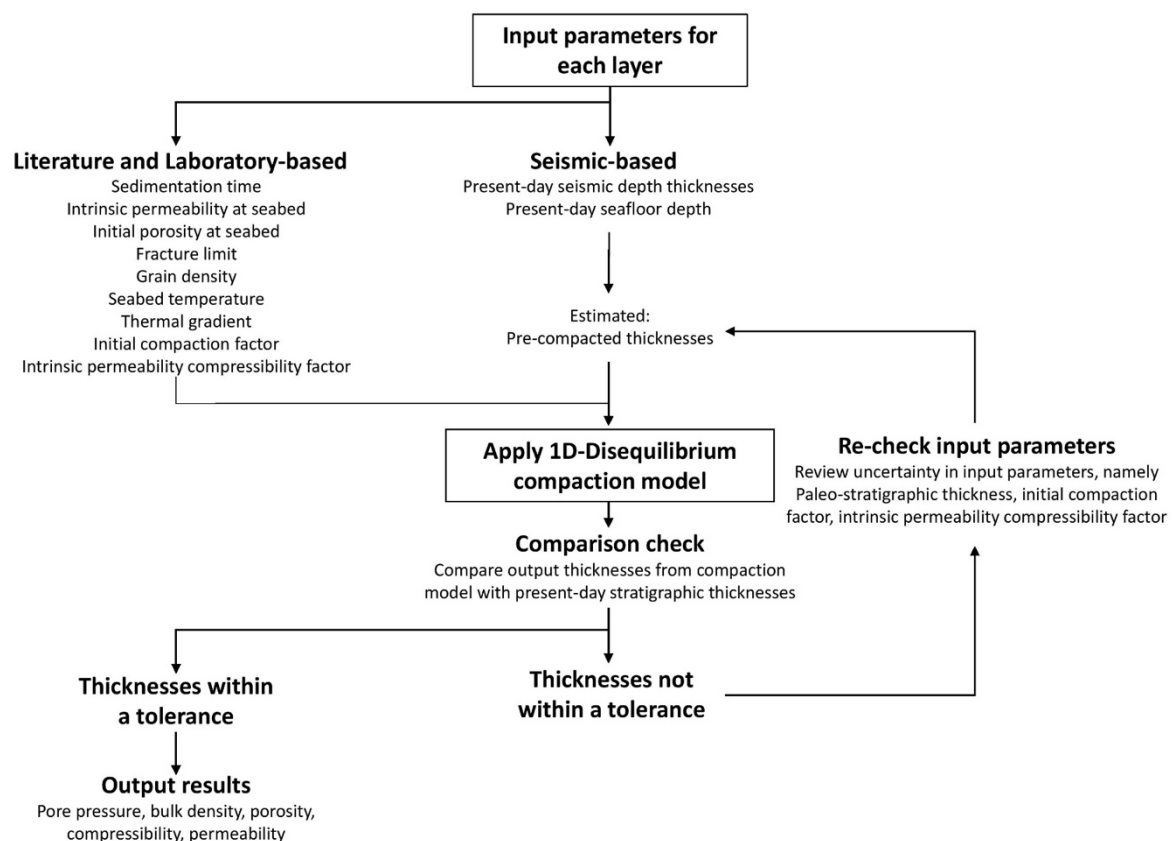 Input parameters for
each layer
Literature and Laboratory-based
Sedimentation time
Intrinsic permeability at seabed
Initial porosity at seabed
Fracture limit
Grain density
Seabed temperature
Thermal gradient
Initial compaction factor
Intrinsic permeability compressibility factor
Seismic-based
Present-day seismic depth thicknesses
Present-day seafloor depth
Estimated:
Pre-compacted thicknesses
Apply 1D-Disequilibrium
compaction model
Re-check input parameters
Review uncertainty in input parameters, namely
Paleo-stratigraphic thickness, initial compaction
factor, intrinsic permeability compressibility factor
Comparison check
Compare output thicknesses from compaction
model with present-day stratigraphic thicknesses
Thicknesses within
a tolerance
Thicknesses not
within a tolerance
Output results
Pore pressure, bulk density, porosity,
compressibility, permeability